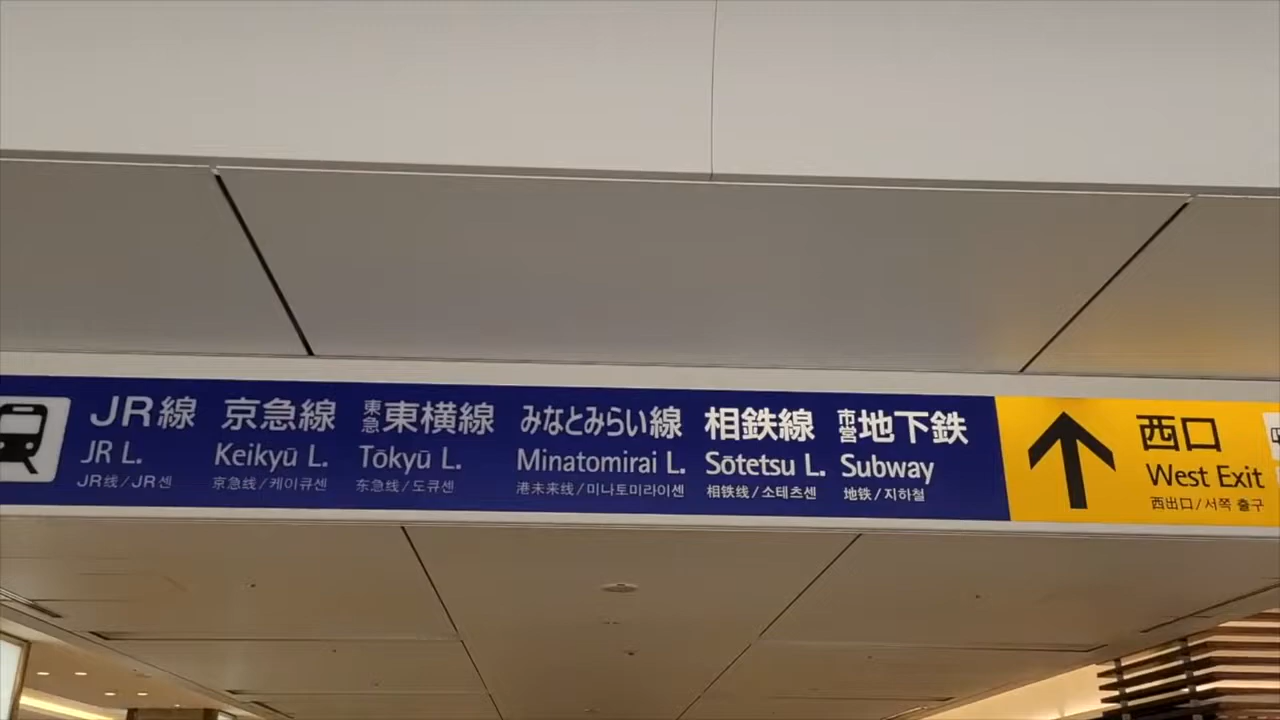 JR線 京急線 東急東横線 みなとみらい線 相鉄線 市営地下鉄
JR L. Keikyū L. Tōkyū L. Minatomirai L. Sōtetsu L. Subway
JR线/JR센 京急线/케이큐센 东急线/도큐센 港未来线/미나토미라이센 相铁线/소테츠센 地铁/지하철
西口
West Exit
西出口/서쪽 출구